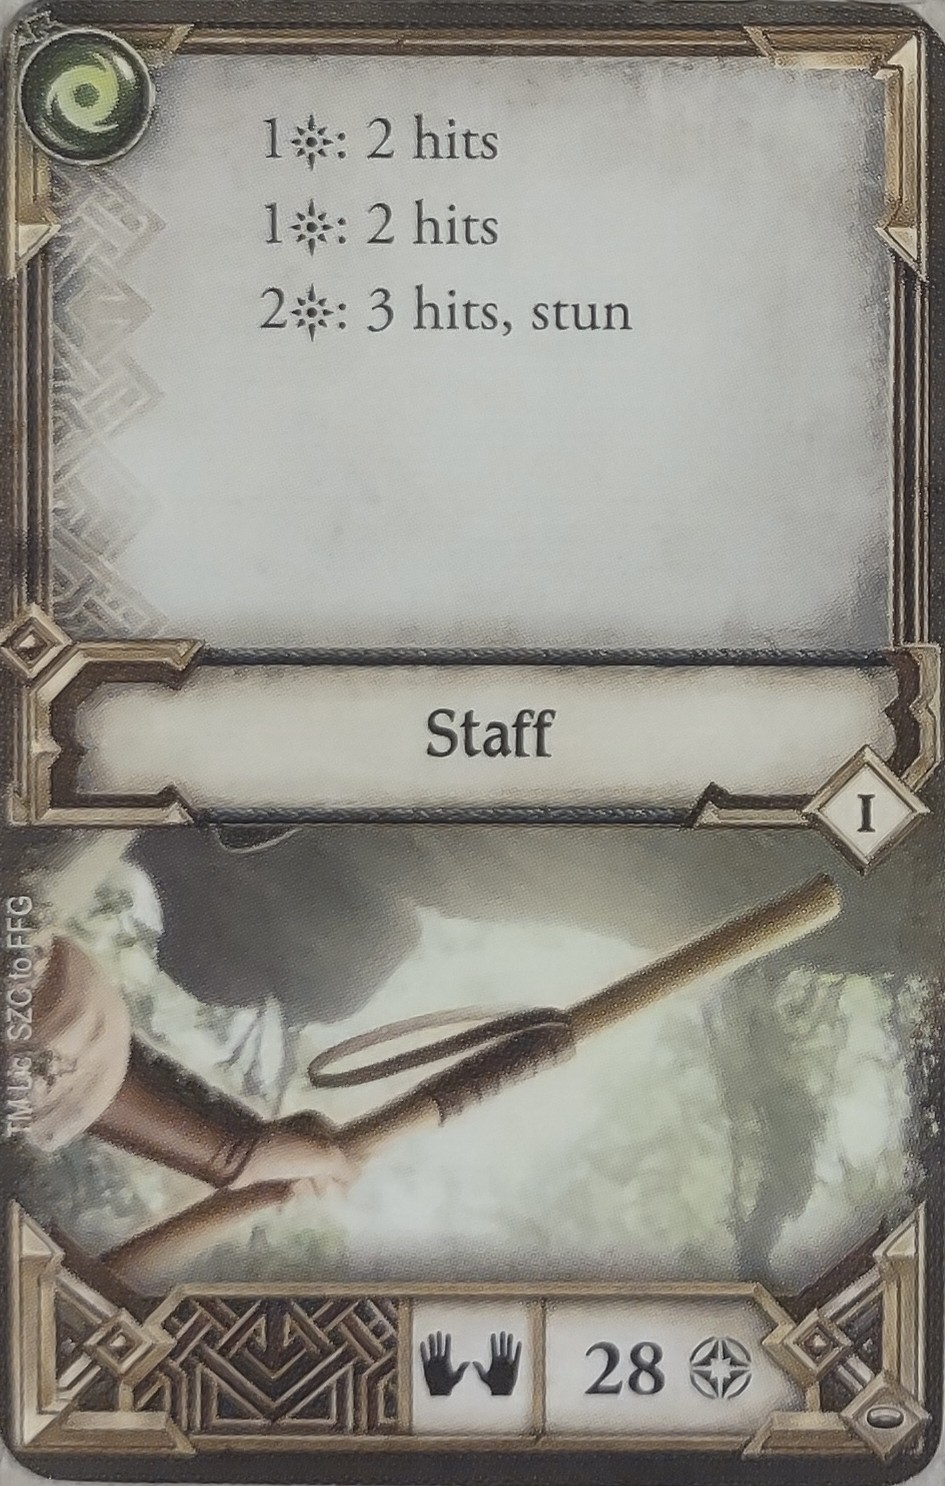 1✷: 2 hits
1✷: 2 hits
2✷: 3 hits, stun
Staff
I
TM Lic. SZC to FFG
28